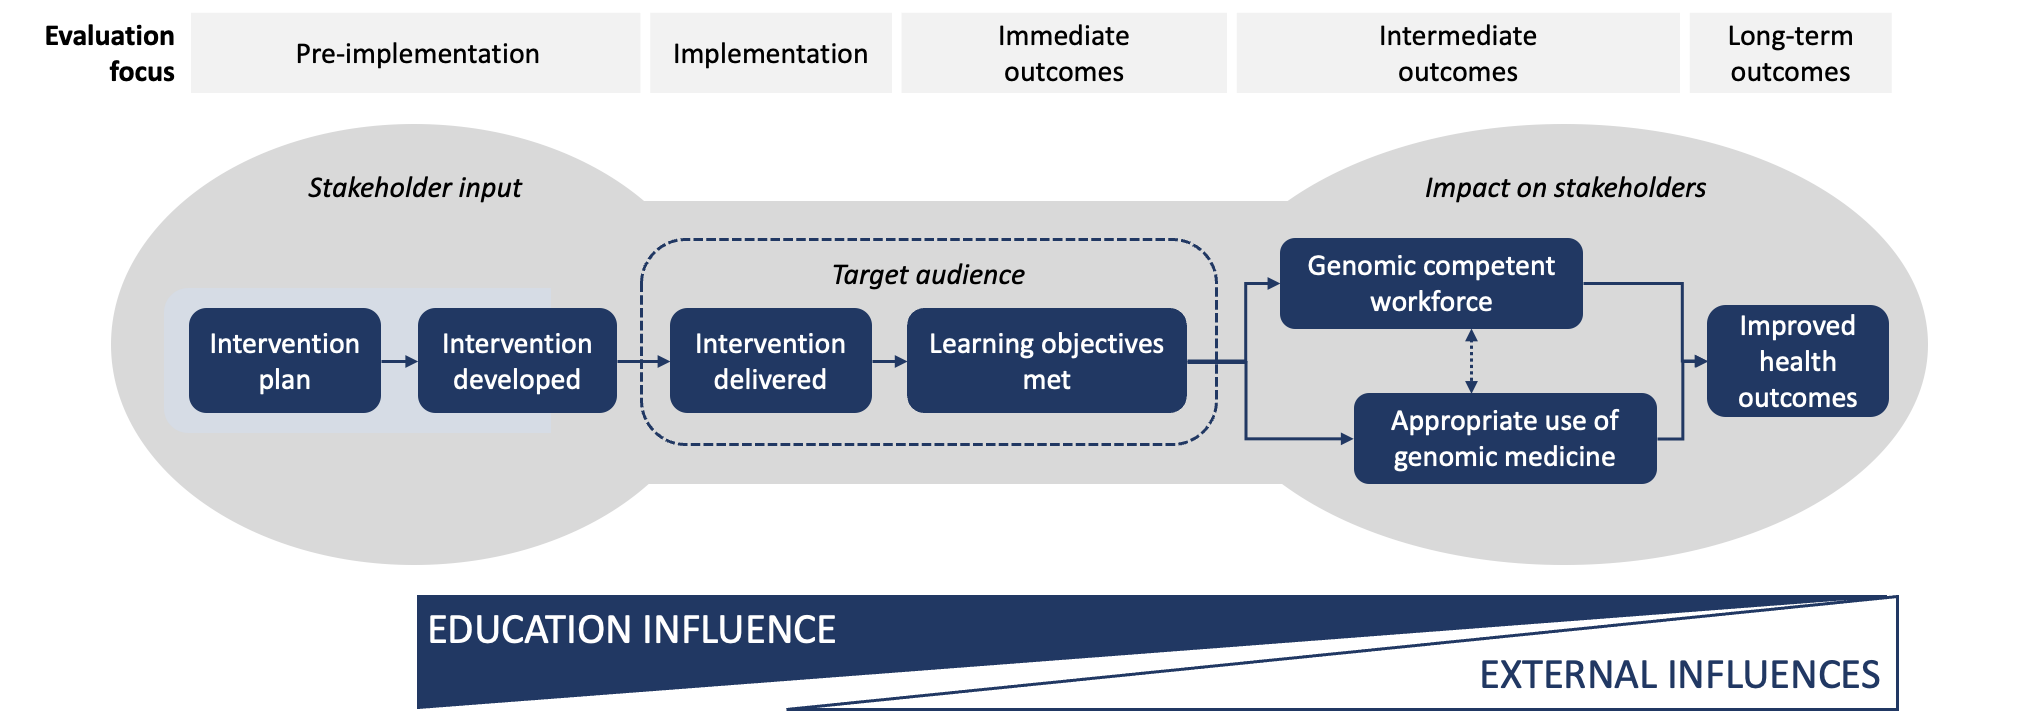 Evaluation
focus
Pre-implementation
Implementation
Immediate
outcomes
Intermediate
outcomes
Long-term
outcomes
Stakeholder input
Impact on stakeholders
Target audience
Intervention
plan
Intervention
developed
Intervention
delivered
Learning objectives
met
Genomic competent
workforce
Appropriate use of
genomic medicine
Improved
health
outcomes
EDUCATION INFLUENCE
EXTERNAL INFLUENCES